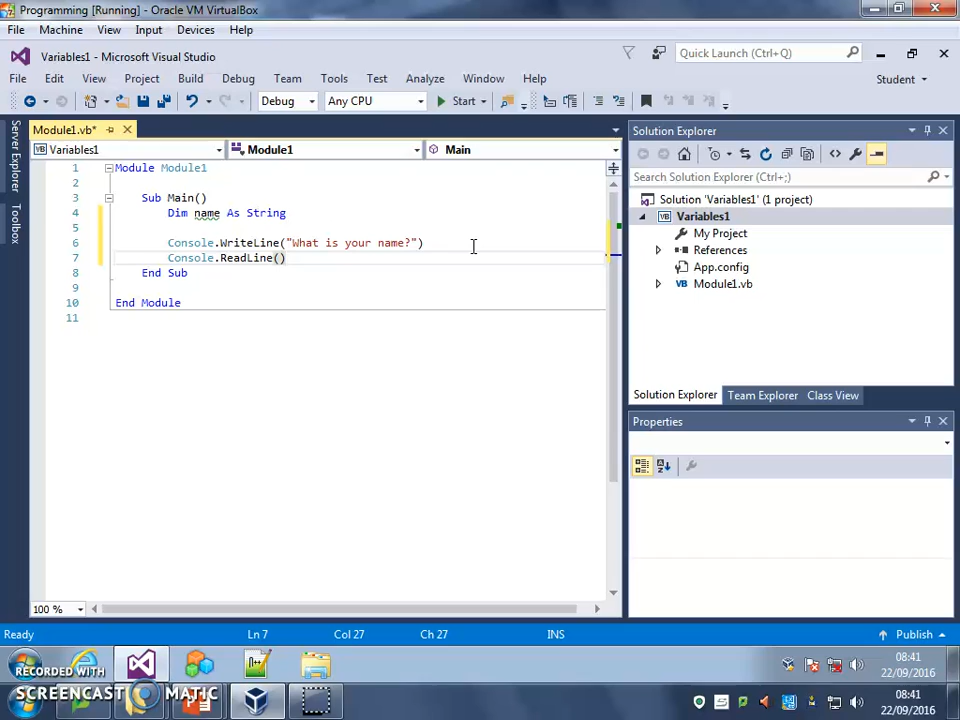 Programming [Running] - Oracle VM VirtualBox
File Machine View Input Devices Help
Variables1 - Microsoft Visual Studio
Quick Launch (Ctrl+Q)
File Edit View Project Build Debug Team Tools Test Analyze Window Help
Student
Debug Any CPU Start
Server Explorer
Toolbox
Module1.vb*
Variables1 Module1 Main
1 Module Module1
2
3 Sub Main()
4 Dim name As String
5
6 Console.WriteLine("What is your name?")
7 Console.ReadLine()
8 End Sub
9
10 End Module
11
100 %
Solution Explorer
Search Solution Explorer (Ctrl+;)
Solution 'Variables1' (1 project)
Variables1
My Project
References
App.config
Module1.vb
Solution Explorer Team Explorer Class View
Properties
Ready Ln 7 Col 27 Ch 27 INS Publish
08:41
22/09/2016
RECORDED WITH
SCREENCAST MATIC
08:41
22/09/2016